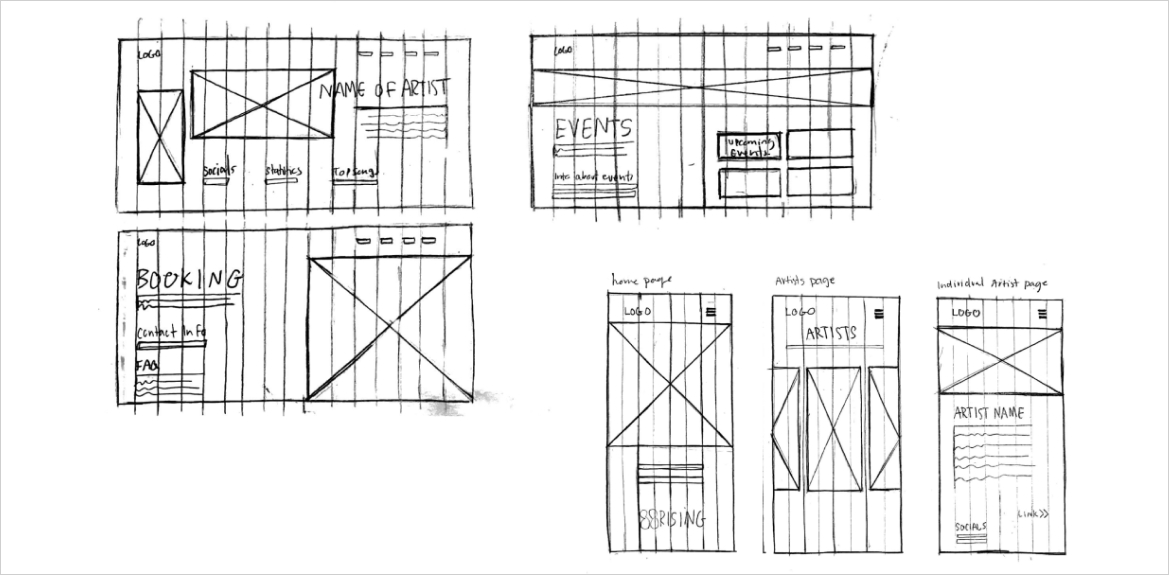 LOGO
NAME OF ARTIST
Socials
Statistics
Top songs
LOGO
EVENTS
upcoming
events
Info about events
LOGO
BOOKING
Contact Info
FAQ
home page
LOGO
88RISING
Artists page
LOGO
ARTISTS
Individual Artist page
LOGO
ARTIST NAME
LINK>>
SOCIALS